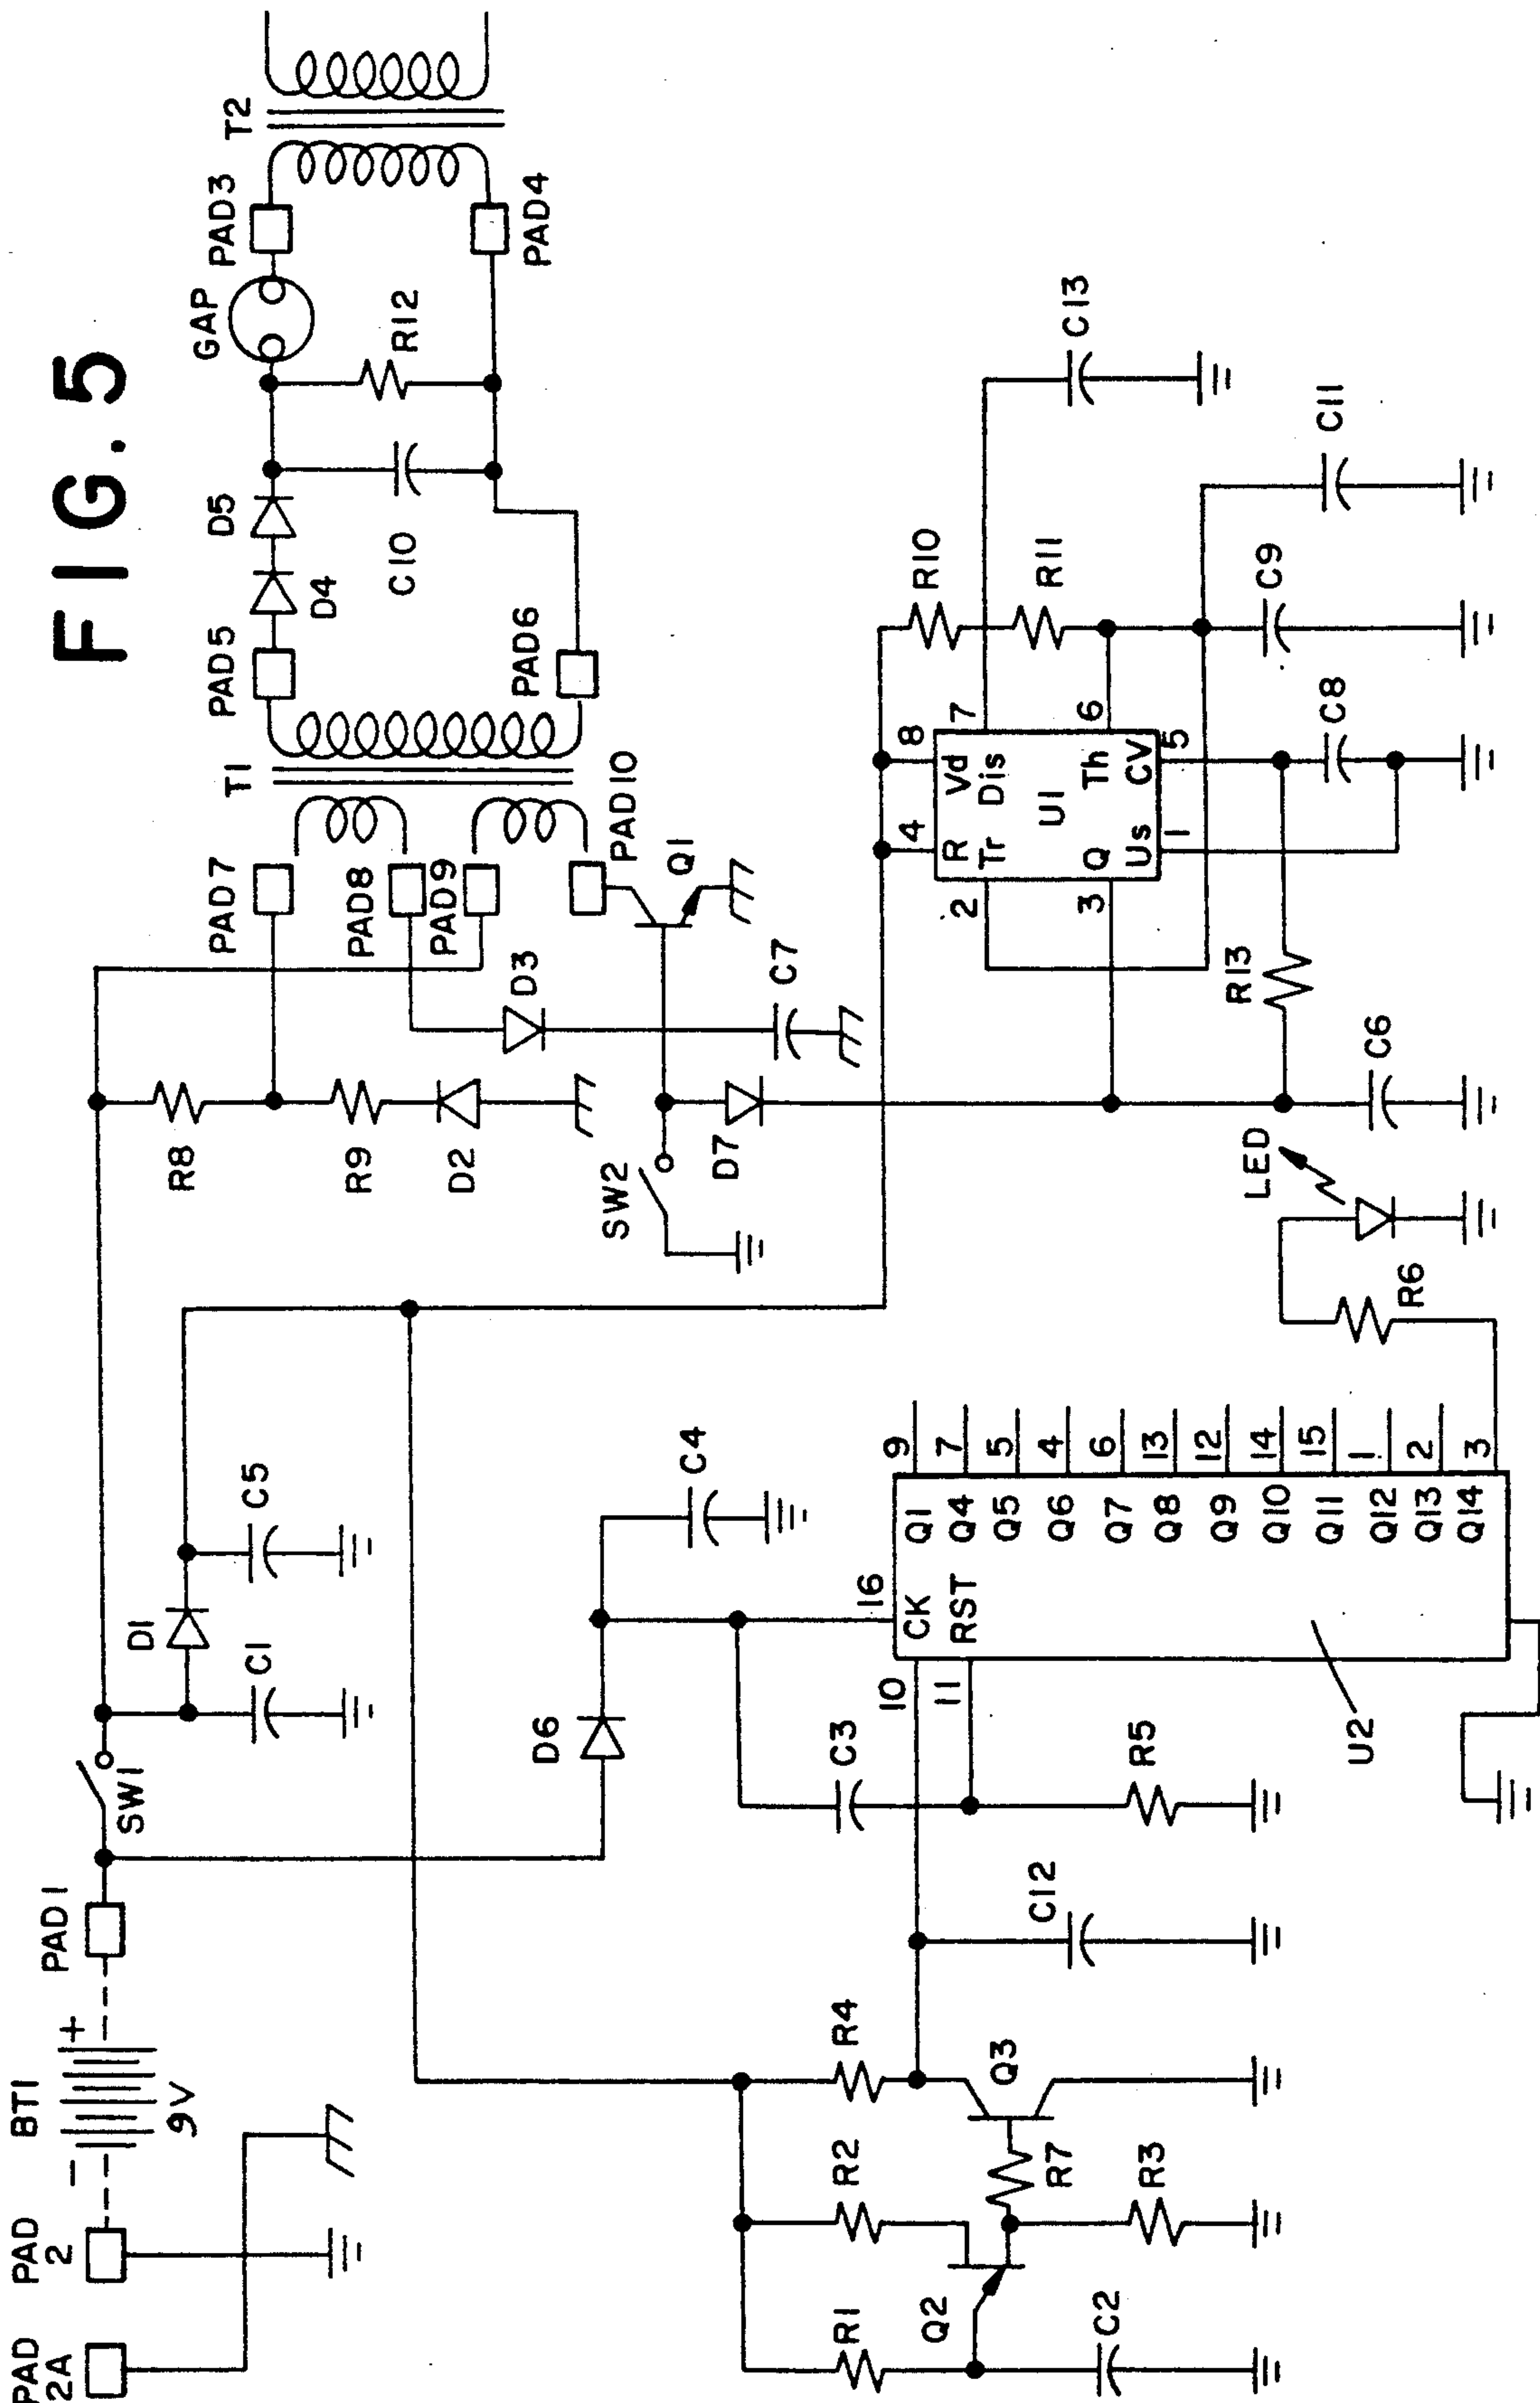 FIG. 5
PAD 2A
PAD 2
BT1
−
+
9V
PAD1
SW1
D1
C1
C5
R8
R9
D2
SW2
D7
D3
C7
PAD7
PAD8
PAD9
PAD10
Q1
T1
PAD5
PAD6
D4
D5
C10
R12
GAP
PAD3
PAD4
T2
D6
C4
C3
R5
C12
R4
R2
R1
Q2
C2
Q3
R7
R3
U2
16
CK
RST
10
11
Q1 9
Q4 7
Q5 5
Q6 4
Q7 6
Q8 13
Q9 12
Q10 14
Q11 15
Q12 1
Q13 2
Q14 3
R6
LED
C6
R13
C8
C9
C11
C13
R10
R11
U1
4
8
R
Vd
Tr
Dis
Q
Th
Us
CV
2
3
7
6
1
5